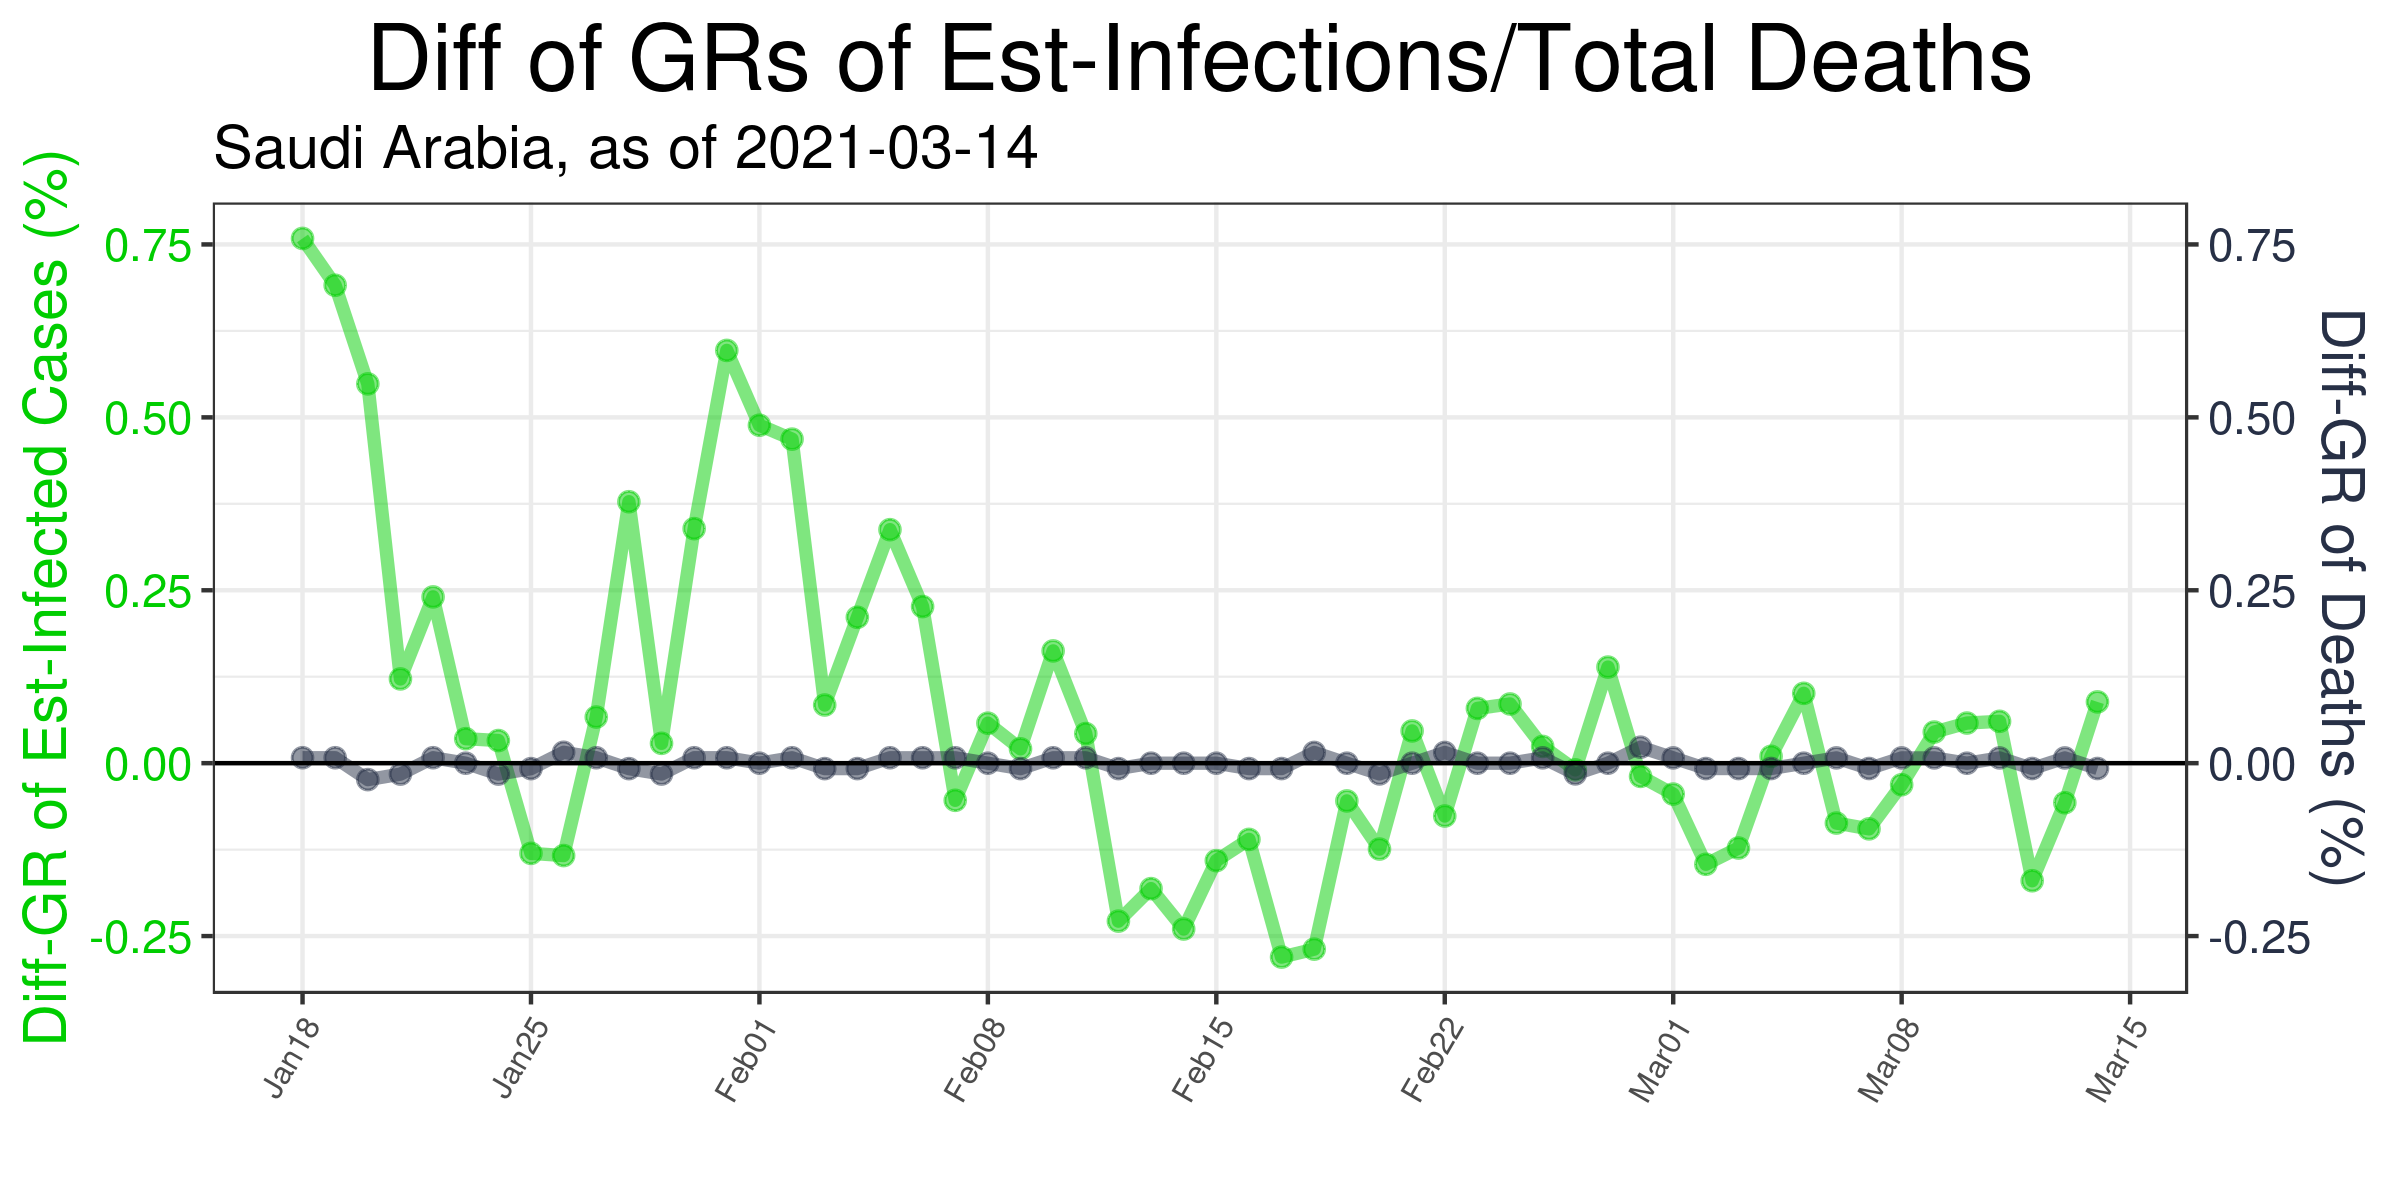 Diff of GRs of Est-Infections/Total Deaths
Saudi Arabia, as of 2021-03-14
Diff-GR of Est-Infected Cases (%)
0.75
0.50
0.25
0.00
-0.25
0.75
0.50
0.25
0.00
-0.25
Diff-GR of Deaths (%)
Jan18
Jan25
Feb01
Feb08
Feb15
Feb22
Mar01
Mar08
Mar15